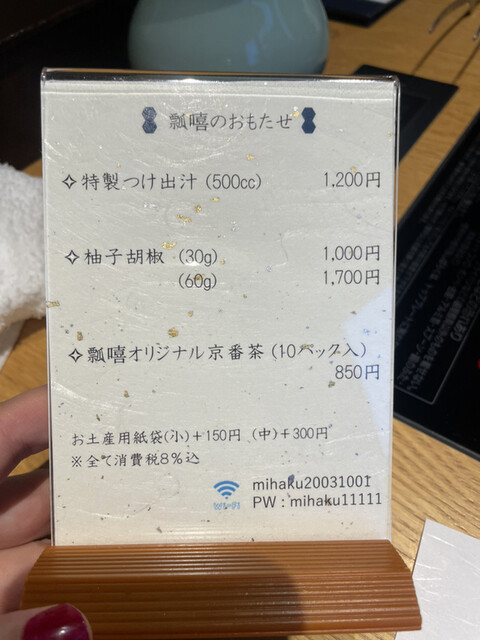 瓢嘻のおもたせ
✧特製つけ出汁 (500cc) 1,200円
✧柚子胡椒 (30g) 1,000円
(60g) 1,700円
✧瓢嘻オリジナル京番茶 (10パック入)
850円
お土産用紙袋(小)+150円 (中)+300円
※全て消費税8%込
mihaku20031001
Wi-Fi PW : mihaku11111